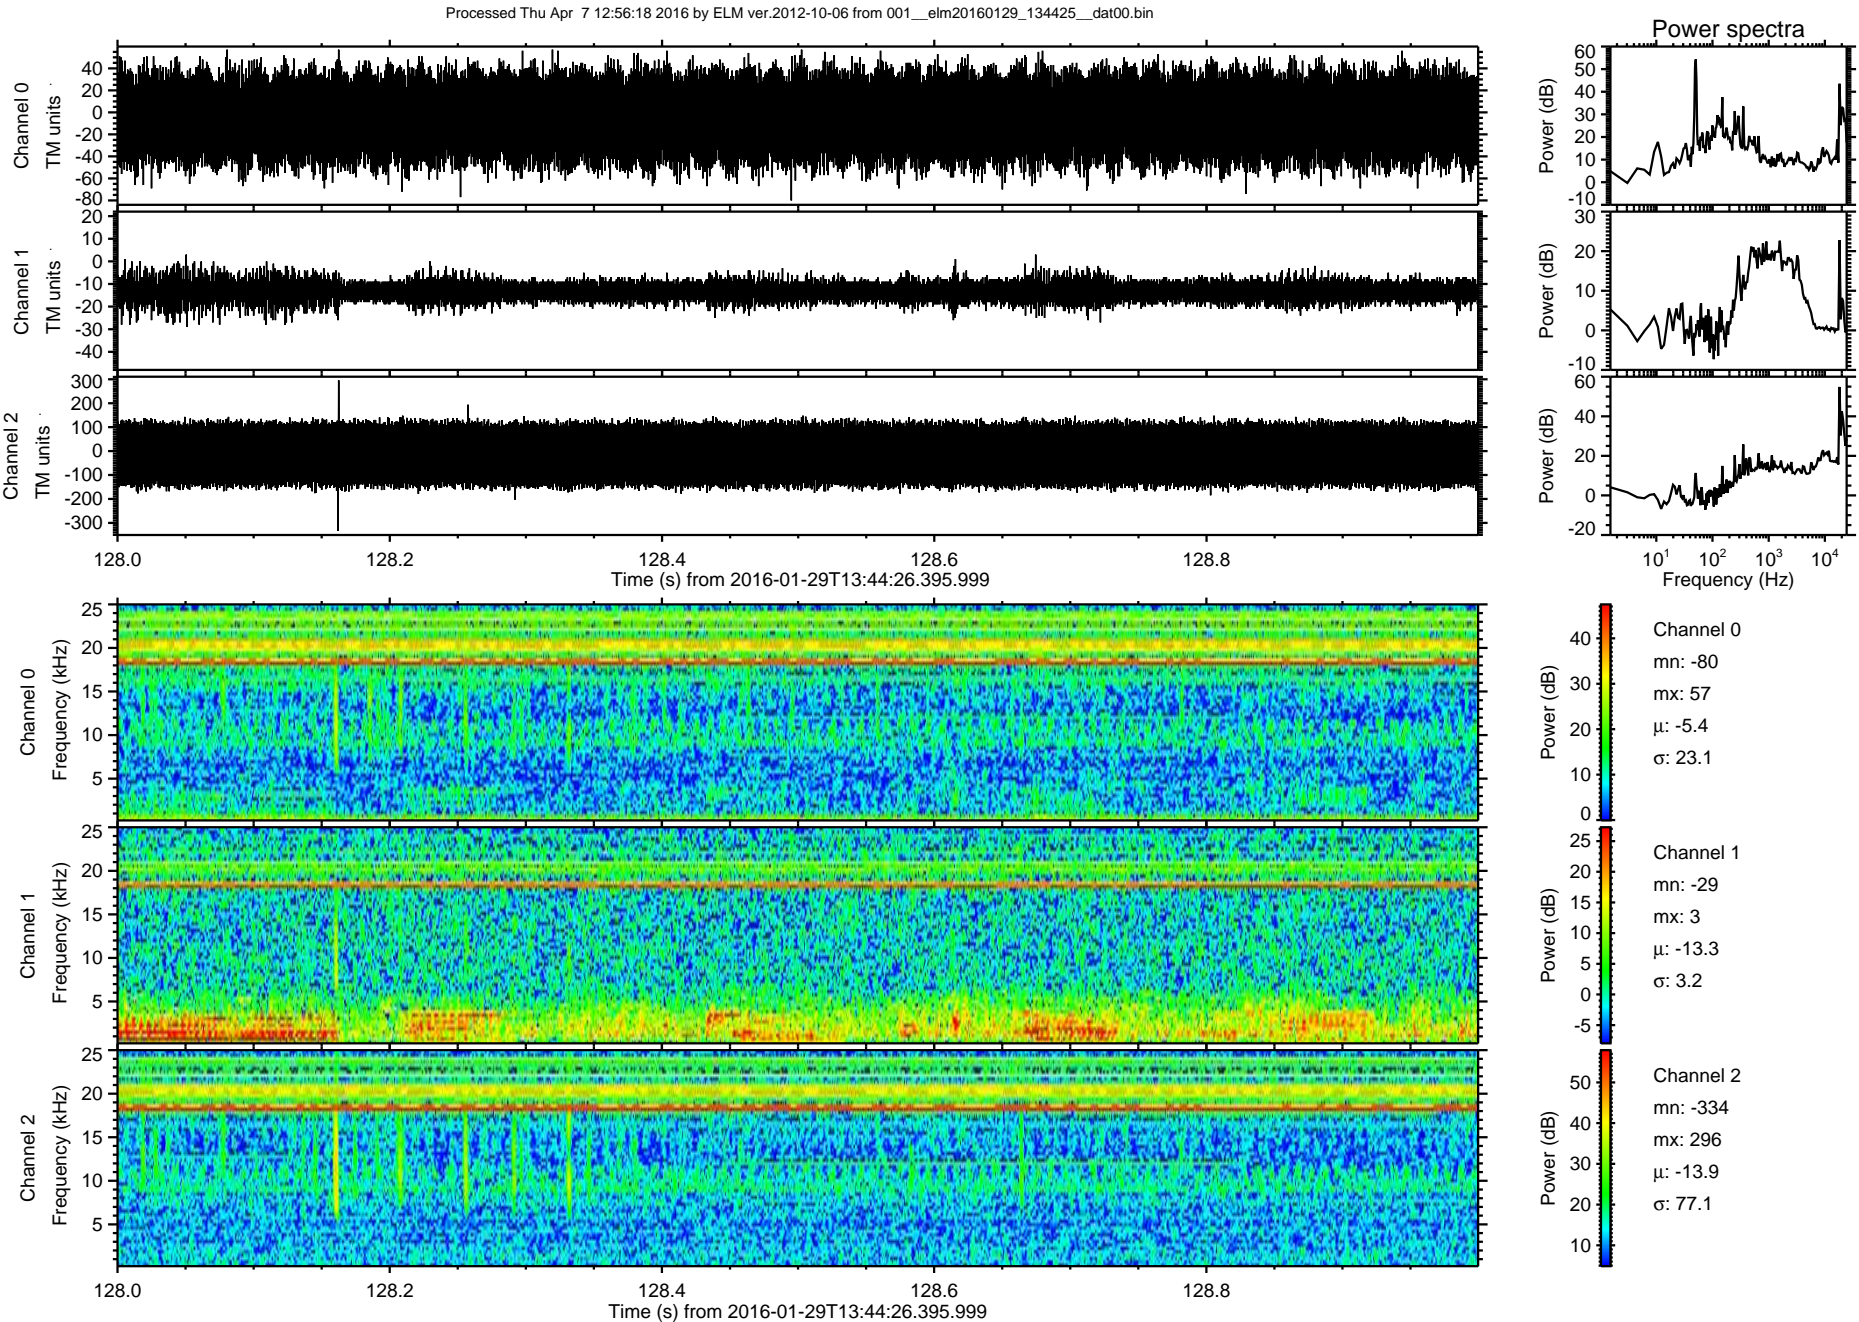 Processed Thu Apr 7 12:56:18 2016 by ELM ver.2012-10-06 from 001__elm20160129_134425__dat00.bin
Power spectra
Channel 0
TM units
40
20
0
-20
-40
-60
-80
Power (dB)
60
50
40
30
20
10
0
-10
Channel 1
TM units
20
10
0
-10
-20
-30
-40
Power (dB)
30
20
10
0
-10
Channel 2
TM units
300
200
100
0
-100
-200
-300
Power (dB)
60
40
20
0
-20
128.0 128.2 128.4 128.6 128.8
Time (s) from 2016-01-29T13:44:26.395.999
10^1 10^2 10^3 10^4
Frequency (Hz)
Channel 0
Frequency (kHz)
25
20
15
10
5
Power (dB)
40
30
20
10
0
Channel 0
mn: -80
mx: 57
μ: -5.4
σ: 23.1
Channel 1
Frequency (kHz)
25
20
15
10
5
Power (dB)
25
20
15
10
5
0
-5
Channel 1
mn: -29
mx: 3
μ: -13.3
σ: 3.2
Channel 2
Frequency (kHz)
25
20
15
10
5
Power (dB)
50
40
30
20
10
Channel 2
mn: -334
mx: 296
μ: -13.9
σ: 77.1
128.0 128.2 128.4 128.6 128.8
Time (s) from 2016-01-29T13:44:26.395.999